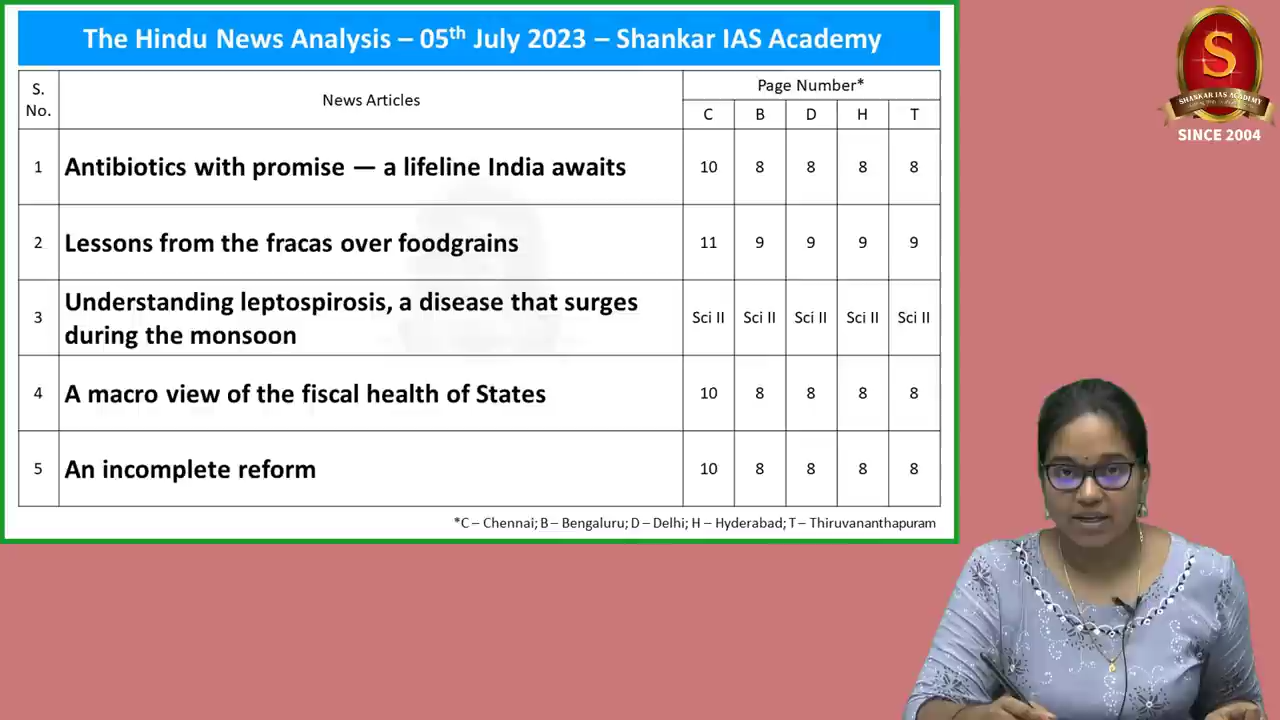 The Hindu News Analysis – 05th July 2023 – Shankar IAS Academy
S. No.
News Articles
Page Number*
C B D H T
1 Antibiotics with promise — a lifeline India awaits 10 8 8 8 8
2 Lessons from the fracas over foodgrains 11 9 9 9 9
3 Understanding leptospirosis, a disease that surges
during the monsoon Sci II Sci II Sci II Sci II Sci II
4 A macro view of the fiscal health of States 10 8 8 8 8
5 An incomplete reform 10 8 8 8 8
*C – Chennai; B – Bengaluru; D – Delhi; H – Hyderabad; T – Thiruvananthapuram
S
SHANKAR IAS ACADEMY
SINCE 2004